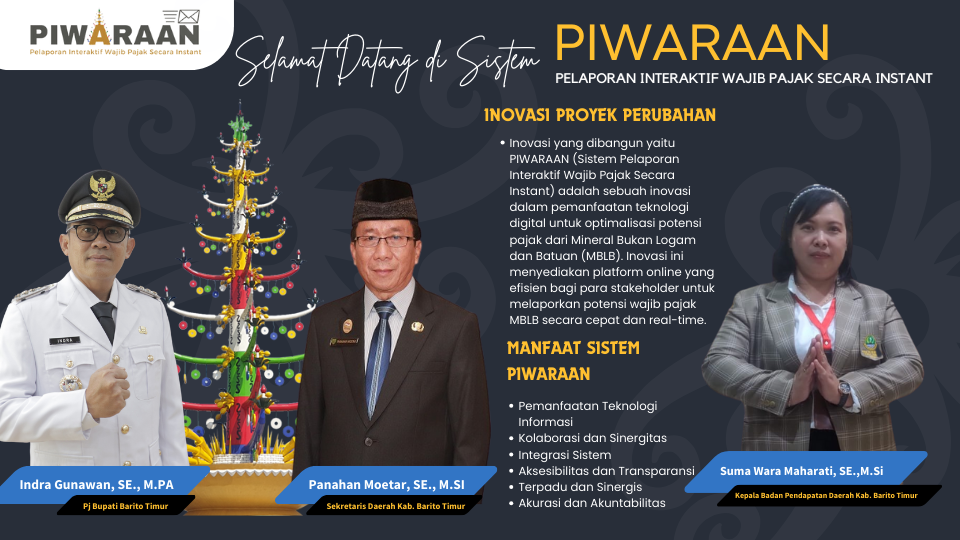 PIWARAAN
Pelaporan Interaktif Wajib Pajak Secara Instant
Selamat Datang di Sistem
PIWARAAN
PELAPORAN INTERAKTIF WAJIB PAJAK SECARA INSTANT
INOVASI PROYEK PERUBAHAN
• Inovasi yang dibangun yaitu
PIWARAAN (Sistem Pelaporan
Interaktif Wajib Pajak Secara
Instant) adalah sebuah inovasi
dalam pemanfaatan teknologi
digital untuk optimalisasi potensi
pajak dari Mineral Bukan Logam
dan Batuan (MBLB). Inovasi ini
menyediakan platform online yang
efisien bagi para stakeholder untuk
melaporkan potensi wajib pajak
MBLB secara cepat dan real-time.
MANFAAT SISTEM
PIWARAAN
• Pemanfaatan Teknologi
Informasi
• Kolaborasi dan Sinergitas
• Integrasi Sistem
• Aksesibilitas dan Transparansi
• Terpadu dan Sinergis
• Akurasi dan Akuntabilitas
INDRA
Indra Gunawan, SE., M.PA
Pj Bupati Barito Timur
Panahan Moetar, SE., M.SI
Sekretaris Daerah Kab. Barito Timur
Suma Wara Maharati, SE.,M.Si
Kepala Badan Pendapatan Daerah Kab. Barito Timur